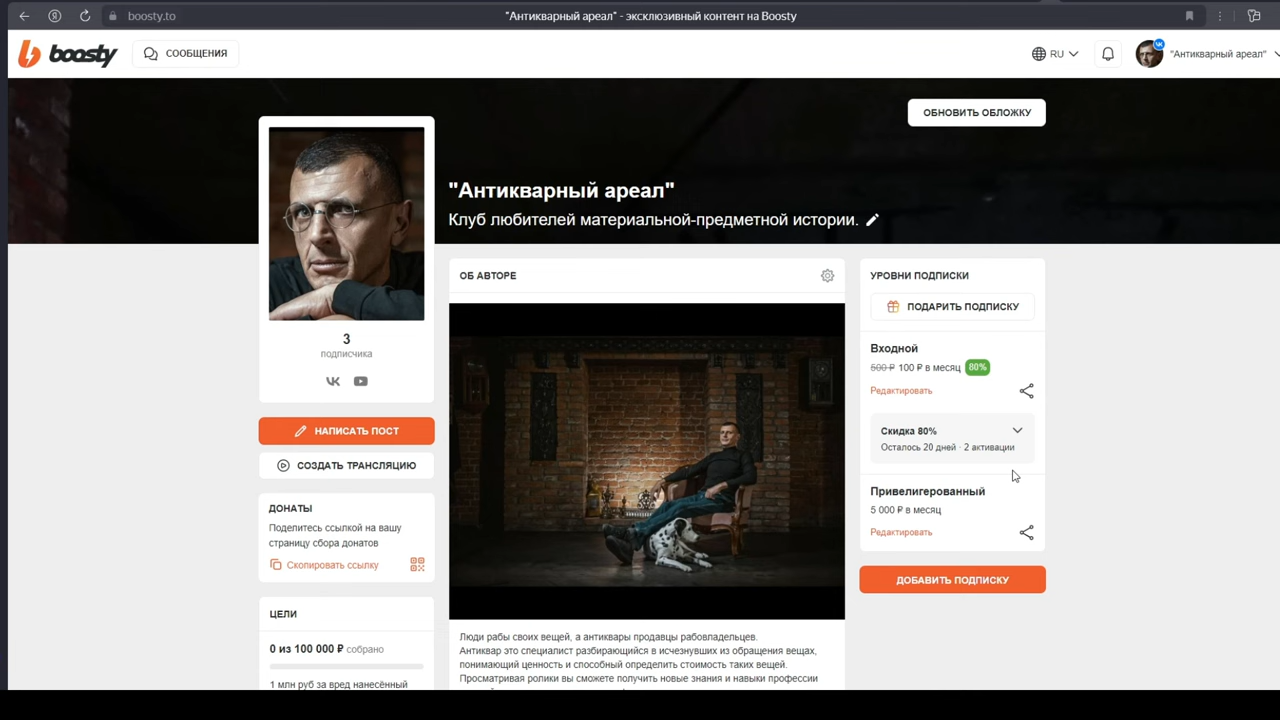 boosty.to
"Антикварный ареал" - эксклюзивный контент на Boosty
boosty
СООБЩЕНИЯ
RU
"Антикварный ареал"
ОБНОВИТЬ ОБЛОЖКУ
"Антикварный ареал"
Клуб любителей материальной-предметной истории.
3
подписчика
НАПИСАТЬ ПОСТ
СОЗДАТЬ ТРАНСЛЯЦИЮ
ДОНАТЫ
Поделитесь ссылкой на вашу
страницу сбора донатов
Скопировать ссылку
ЦЕЛИ
0 из 100 000 ₽ собрано
1 млн руб за вред нанесённый
ОБ АВТОРЕ
Люди рабы своих вещей, а антиквары продавцы рабовладельцев.
Антиквар это специалист разбирающийся в исчезнувших из обращения вещах,
понимающий ценность и способный определить стоимость таких вещей.
Просматривая ролики вы сможете получить новые знания и навыки профессии
УРОВНИ ПОДПИСКИ
ПОДАРИТЬ ПОДПИСКУ
Входной
500 ₽ 100 ₽ в месяц 80%
Редактировать
Скидка 80%
Осталось 20 дней · 2 активации
Привелигерованный
5 000 ₽ в месяц
Редактировать
ДОБАВИТЬ ПОДПИСКУ